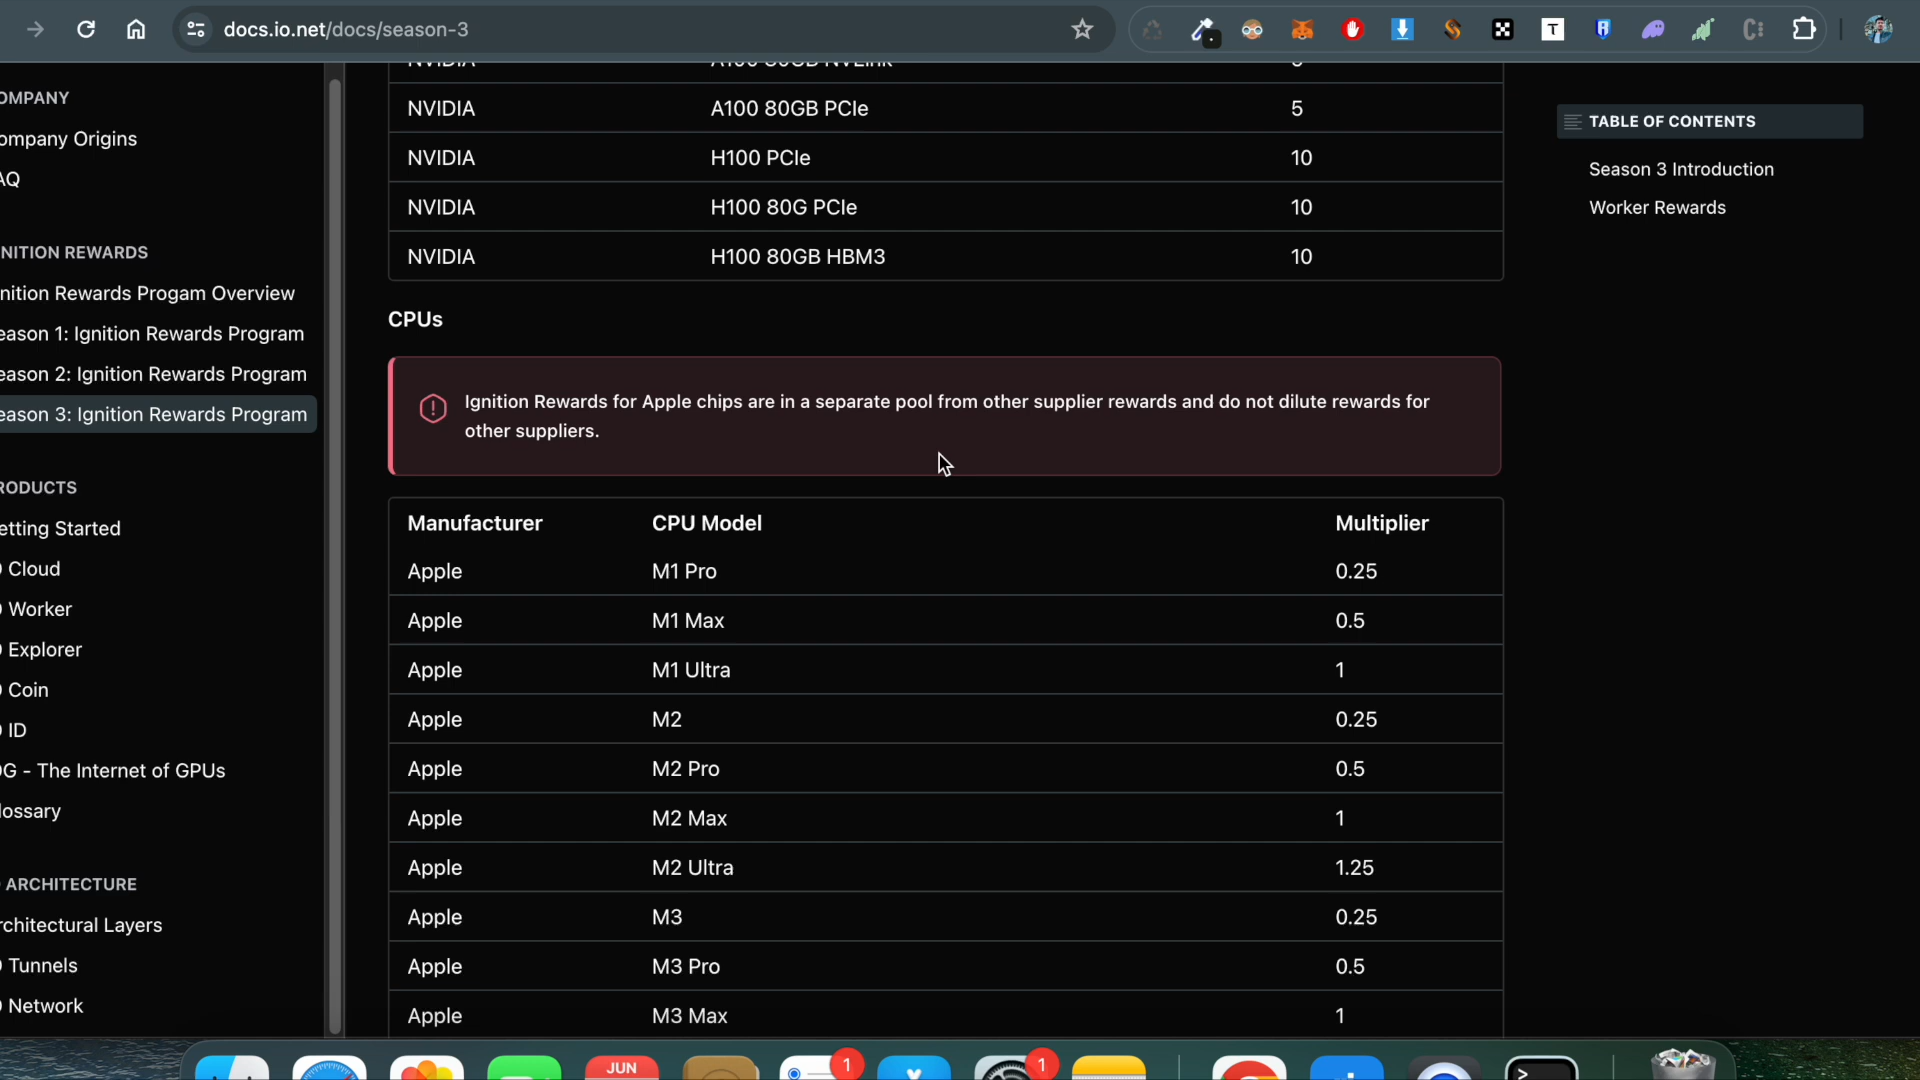 docs.io.net/docs/season-3
OMPANY
ompany Origins
AQ
NITION REWARDS
nition Rewards Progam Overview
eason 1: Ignition Rewards Program
eason 2: Ignition Rewards Program
eason 3: Ignition Rewards Program
RODUCTS
etting Started
O Cloud
O Worker
O Explorer
O Coin
O ID
OG - The Internet of GPUs
lossary
O ARCHITECTURE
rchitectural Layers
O Tunnels
O Network
NVIDIA A100 80GB NVLink
NVIDIA A100 80GB PCIe 5
NVIDIA H100 PCIe 10
NVIDIA H100 80G PCIe 10
NVIDIA H100 80GB HBM3 10
CPUs
Ignition Rewards for Apple chips are in a separate pool from other supplier rewards and do not dilute rewards for
other suppliers.
Manufacturer CPU Model Multiplier
Apple M1 Pro 0.25
Apple M1 Max 0.5
Apple M1 Ultra 1
Apple M2 0.25
Apple M2 Pro 0.5
Apple M2 Max 1
Apple M2 Ultra 1.25
Apple M3 0.25
Apple M3 Pro 0.5
Apple M3 Max 1
TABLE OF CONTENTS
Season 3 Introduction
Worker Rewards
JUN
1
1